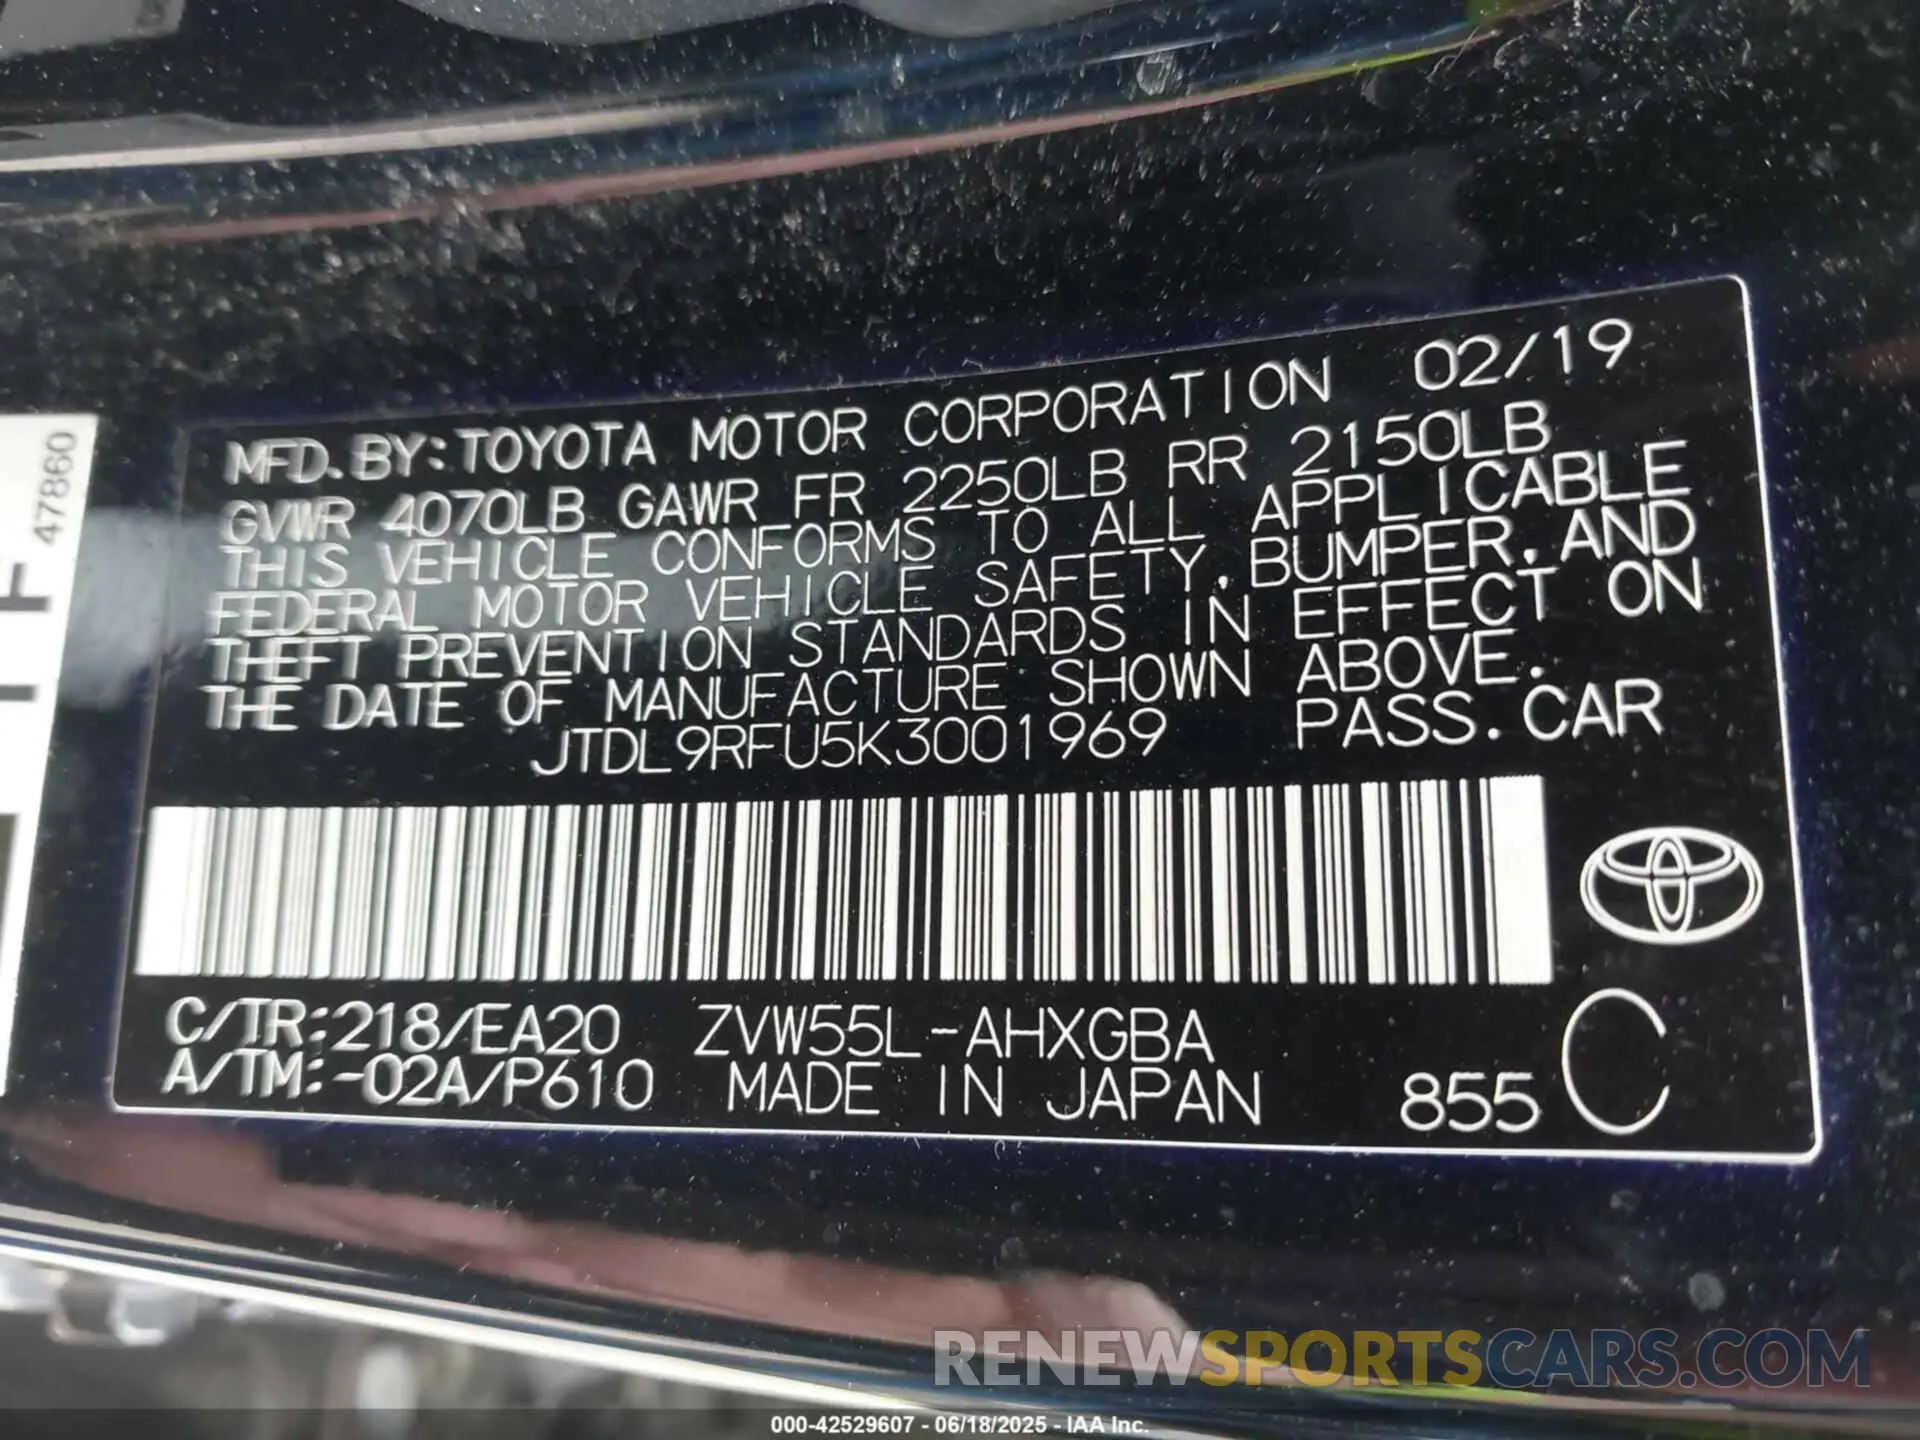 MFD. BY: TOYOTA MOTOR CORPORATION 02/19
GVWR 4070LB GAWR FR 2250LB RR 2150LB
THIS VEHICLE CONFORMS TO ALL APPLICABLE
FEDERAL MOTOR VEHICLE SAFETY, BUMPER, AND
THEFT PREVENTION STANDARDS IN EFFECT ON
THE DATE OF MANUFACTURE SHOWN ABOVE.
JTDL9RFU5K3001969 PASS. CAR
C/TR:218/EA20 ZVW55L-AHXGBA
A/TM:-02A/P610 MADE IN JAPAN 855 C
47860
RENEWSPORTSCARS.COM
000-42529607 - 06/18/2025 - IAA Inc.